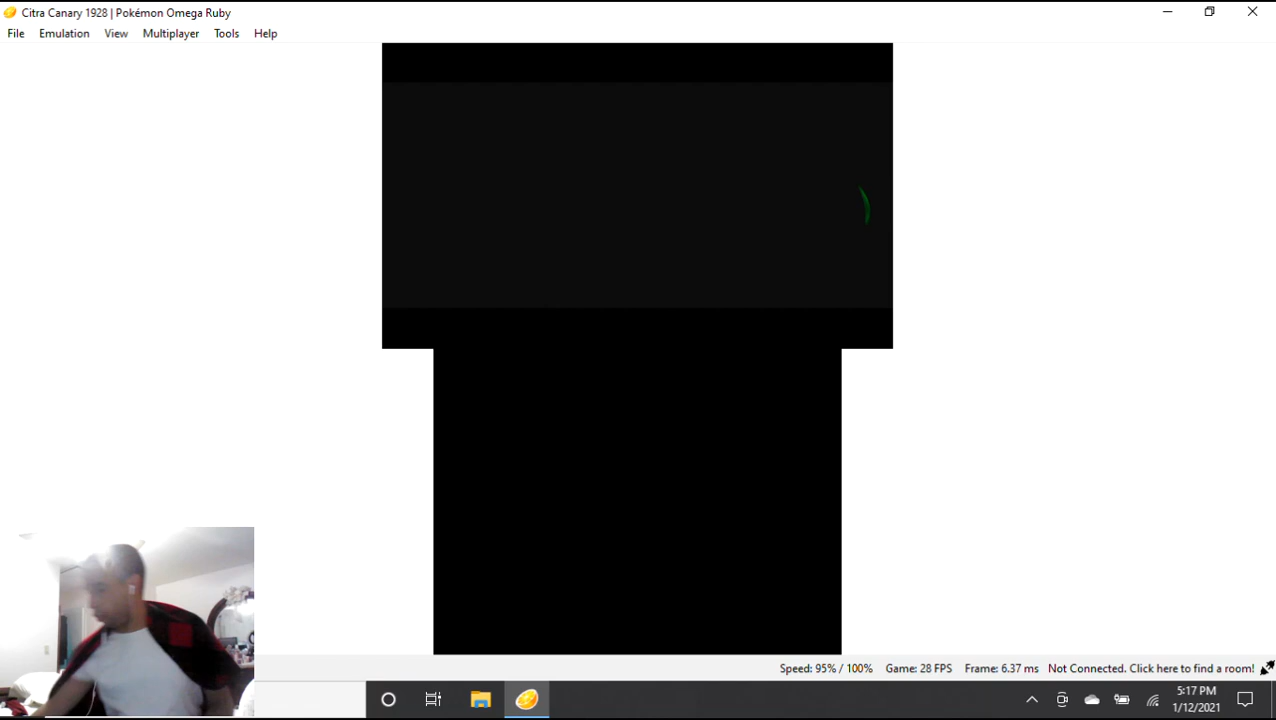 Citra Canary 1928 | Pokémon Omega Ruby
File Emulation View Multiplayer Tools Help
Speed: 95% / 100% Game: 28 FPS Frame: 6.37 ms Not Connected. Click here to find a room!
5:17 PM
1/12/2021